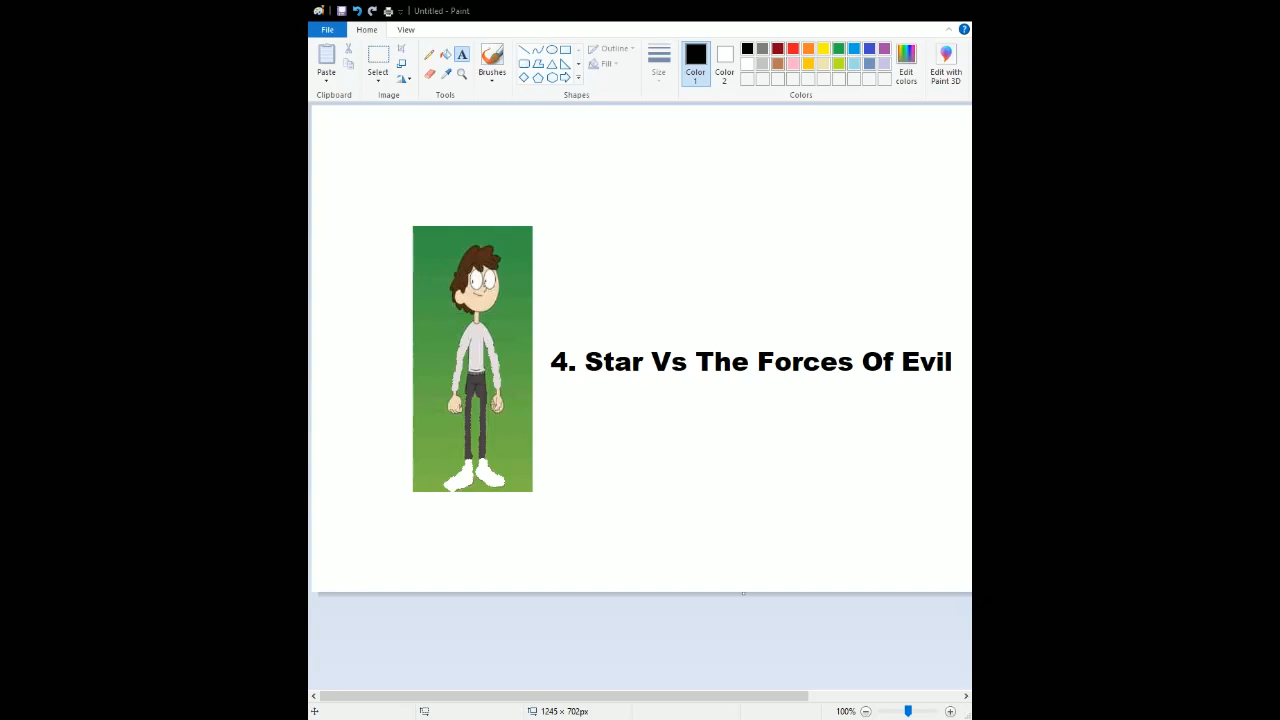 Untitled - Paint
File Home View
Paste
Select
A
Brushes
Outline
Fill
Size
Color 1
Color 2
Edit colors
Edit with Paint 3D
Clipboard
Image
Tools
Shapes
Colors
4. Star Vs The Forces Of Evil
1245 × 702px
100%